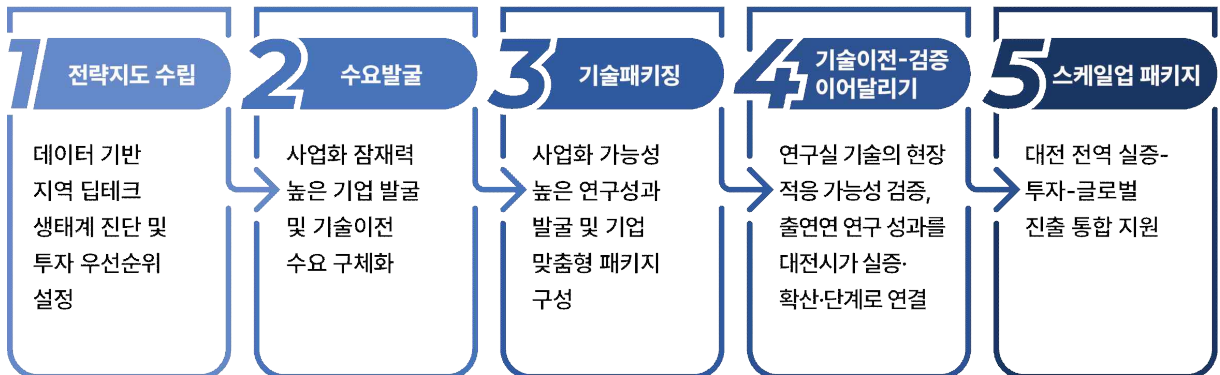 1 전략지도 수립
데이터 기반
지역 딥테크
생태계 진단 및
투자 우선순위
설정
2 수요발굴
사업화 잠재력
높은 기업 발굴
및 기술이전
수요 구체화
3 기술패키징
사업화 가능성
높은 연구성과
발굴 및 기업
맞춤형 패키지
구성
4 기술이전-검증
이어달리기
연구실 기술의 현장
적응 가능성 검증,
출연연 연구 성과를
대전시가 실증·
확산·단계로 연결
5 스케일업 패키지
대전 전역 실증-
투자-글로벌
진출 통합 지원